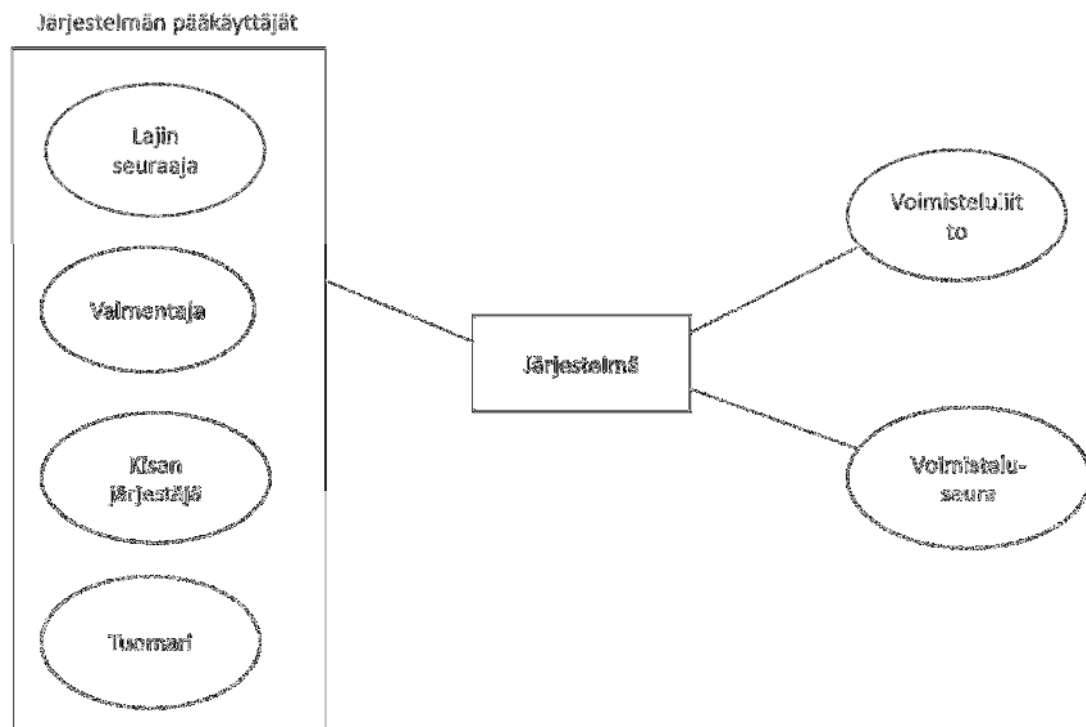 Järjestelmän pääkäyttäjät
Lajin
seuraaja
Valmentaja
Kisan
järjestäjä
Tuomari
Järjestelmä
Voimisteluliit
to
Voimistelu-
seura